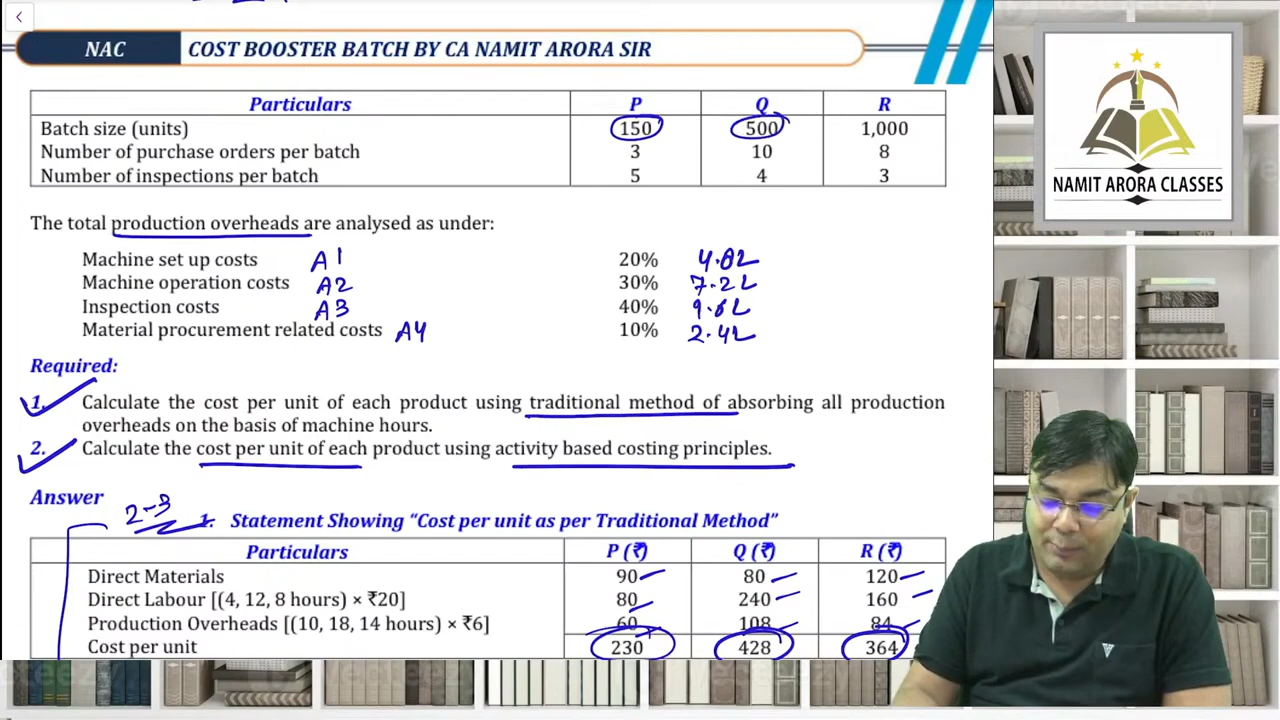 NAC COST BOOSTER BATCH BY CA NAMIT ARORA SIR
Particulars P Q R
Batch size (units) 150 500 1,000
Number of purchase orders per batch 3 10 8
Number of inspections per batch 5 4 3
The total production overheads are analysed as under:
Machine set up costs A1 20% 4.8L
Machine operation costs A2 30% 7.2L
Inspection costs A3 40% 9.6L
Material procurement related costs A4 10% 2.4L
Required:
1. Calculate the cost per unit of each product using traditional method of absorbing all production
overheads on the basis of machine hours.
2. Calculate the cost per unit of each product using activity based costing principles.
Answer
2-3
1. Statement Showing “Cost per unit as per Traditional Method”
Particulars P (₹) Q (₹) R (₹)
Direct Materials 90 80 120
Direct Labour [(4, 12, 8 hours) × ₹20] 80 240 160
Production Overheads [(10, 18, 14 hours) × ₹6] 60 108 84
Cost per unit 230 428 364
NAMIT ARORA CLASSES